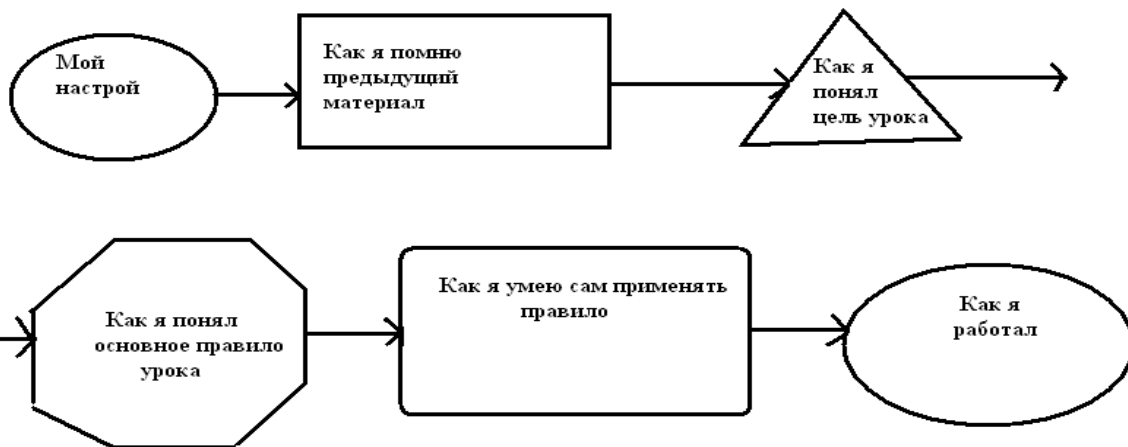 Мой
настрой
Как я помню
предыдущий
материал
Как я
понял
цель урока
Как я понял
основное правило
урока
Как я умею сам применять
правило
Как я
работал